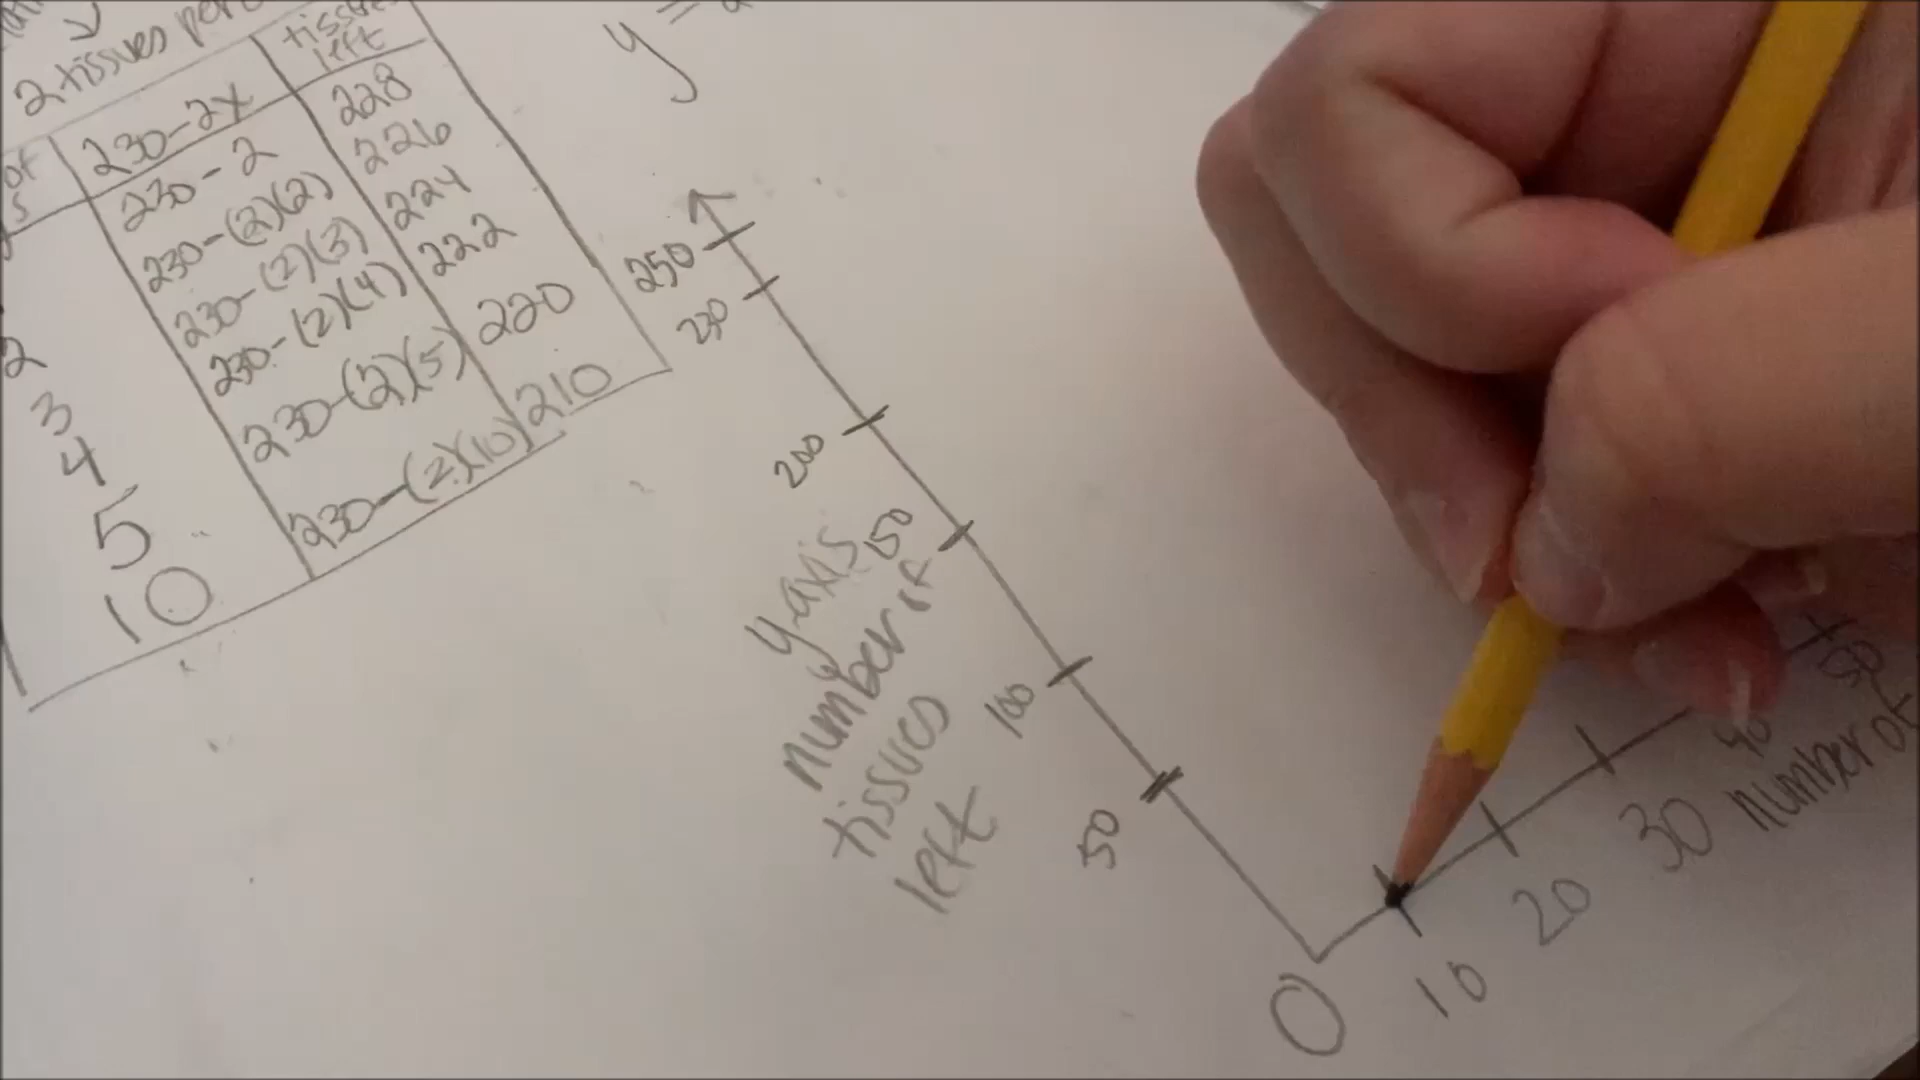 2 tissues per
of
s
230-2x
tissues
left
230-2
228
230-(2)(2)
226
2
230-(2)(3)
224
3
230-(2)(4)
222
4
230-(2)(5)
220
5
230-(2)(10)
210
10
y =
250
230
200
150
100
50
0
y axis
number of
tissues
left
10
20
30
40
50
number of